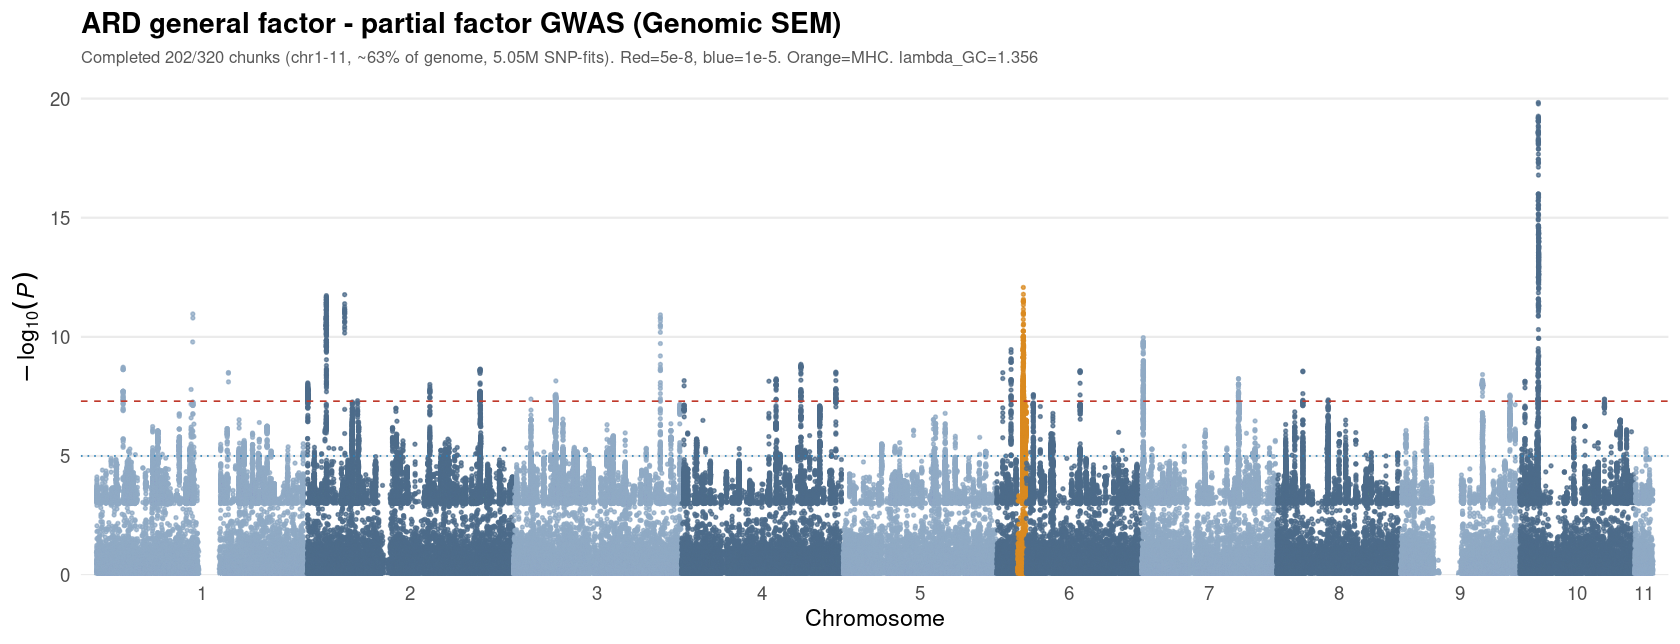 ARD general factor - partial factor GWAS (Genomic SEM)
Completed 202/320 chunks (chr1-11, ~63% of genome, 5.05M SNP-fits). Red=5e-8, blue=1e-5. Orange=MHC. lambda_GC=1.356
20
15
10
5
0
− log10(P)
1 2 3 4 5 6 7 8 9 10 11
Chromosome